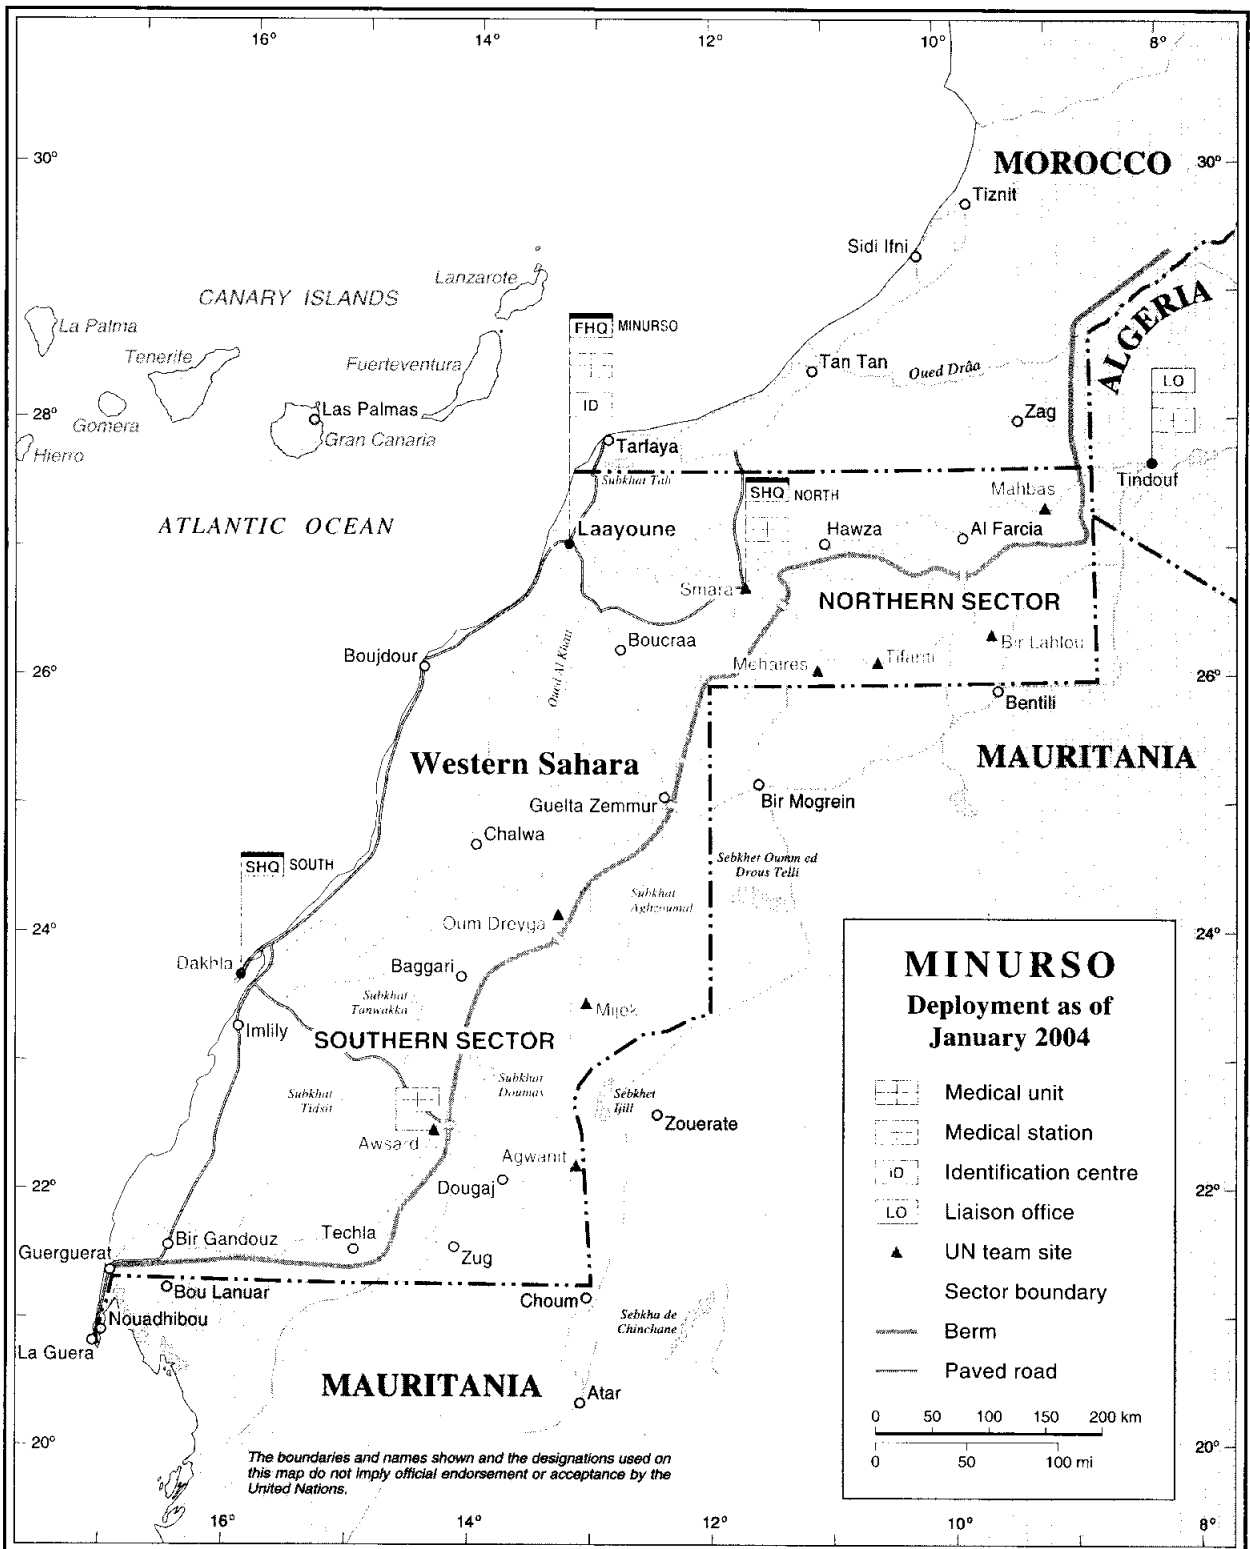 16°
14°
12°
10°
8°
30°
MOROCCO
30°
Tiznit
Sidi Ifni
Lanzarote
CANARY ISLANDS
La Palma
FHQ MINURSO
Tenerife
Fuerteventura
ALGERIA
Tan Tan
Oued Drâa
LO
ID
28°
Las Palmas
Zag
Gomera
Gran Canaria
Hierro
Tarfaya
Subkhat Tah
Tindouf
SHQ NORTH
Mahbas
ATLANTIC OCEAN
Laayoune
Hawza
Al Farcia
Smara
NORTHERN SECTOR
Boucraa
Bir Lahlou
Boujdour
Oued Al Khatt
Mehaires
Tifariti
26°
26°
Bentili
Western Sahara
MAURITANIA
Guelta Zemmur
Bir Mogrein
Chalwa
SHQ SOUTH
Sebkhet Oumm ed
Drous Telli
Subkhat
Aghzoumal
Oum Dreyga
24°
24°
Dakhla
Baggari
Subkhat
Tanwakka
Mijek
Imlily
SOUTHERN SECTOR
Subkhat
Tidsit
Subkhat
Doumas
Sebkhet
Ijill
Zouerate
Awsard
Agwanit
Dougaj
22°
22°
Bir Gandouz
Techla
Zug
Guerguerat
Bou Lanuar
Choum
Nouadhibou
Sebkha de
Chinchane
La Guera
MAURITANIA
Atar
20°
20°
The boundaries and names shown and the designations used on
this map do not imply official endorsement or acceptance by the
United Nations.
MINURSO
Deployment as of
January 2004
Medical unit
Medical station
ID Identification centre
LO Liaison office
UN team site
Sector boundary
Berm
Paved road
0 50 100 150 200 km
0 50 100 mi
16°
14°
12°
10°
8°